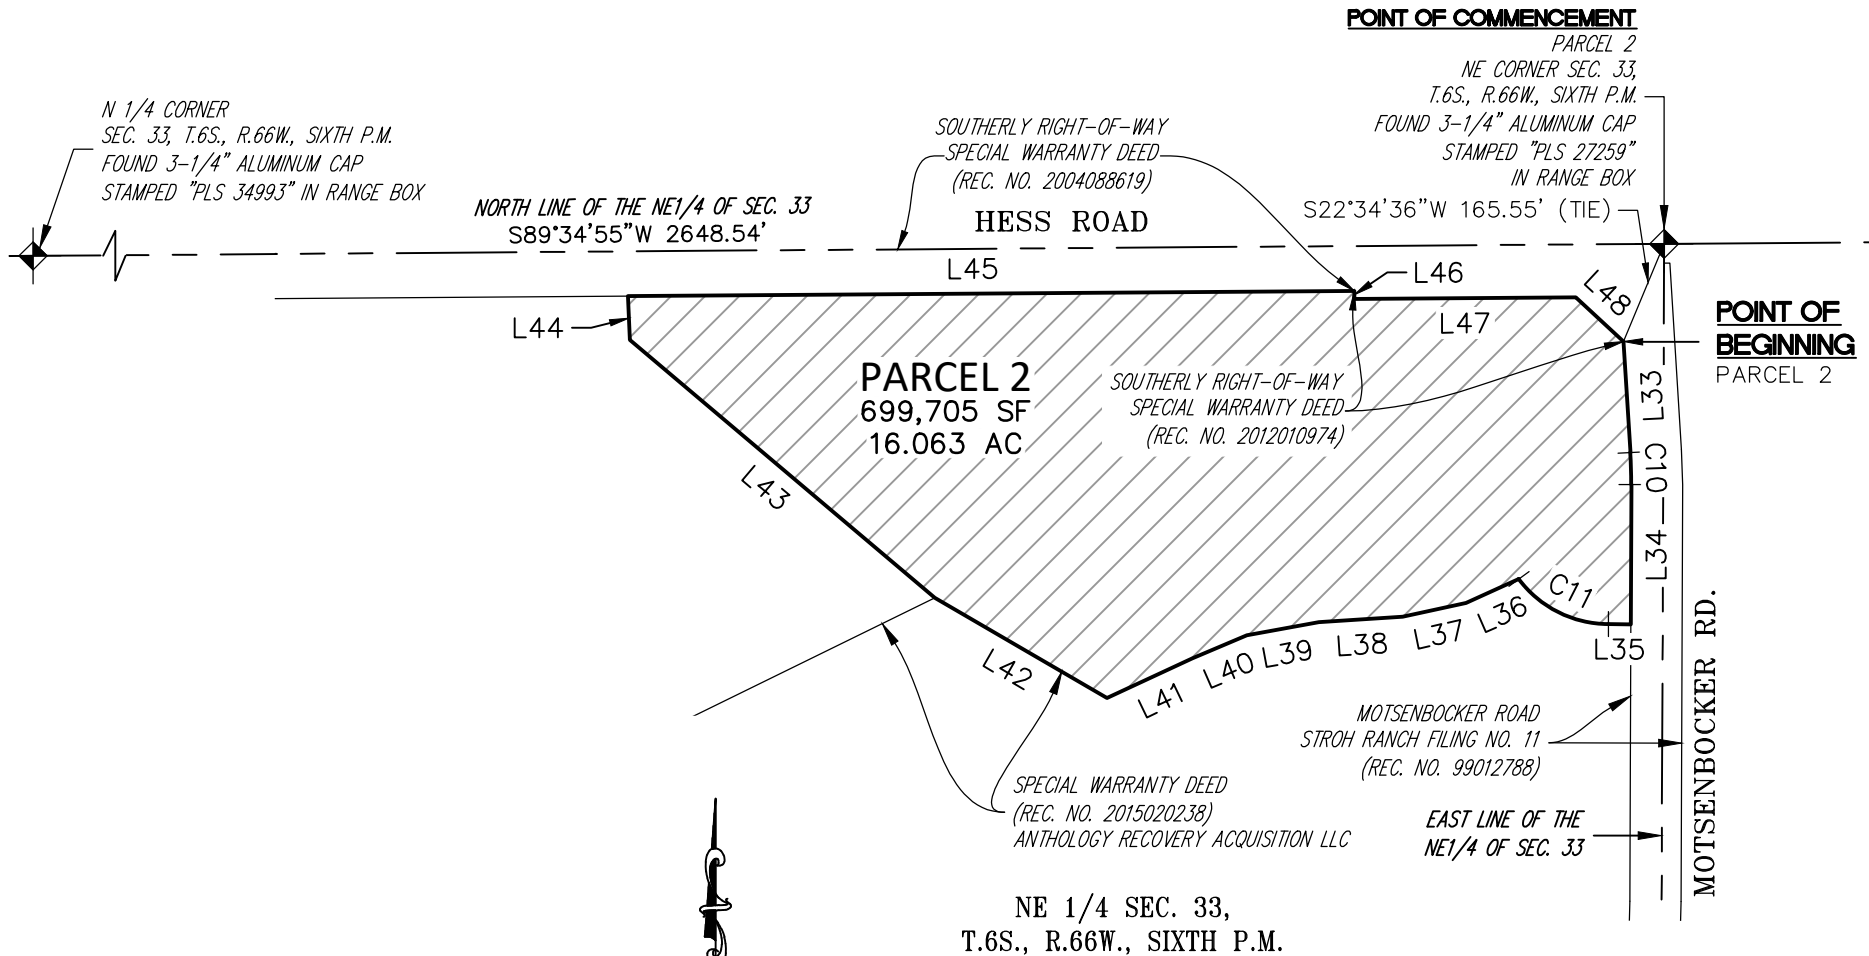 POINT OF COMMENCEMENT
PARCEL 2
NE CORNER SEC. 33,
T.6S., R.66W., SIXTH P.M.
FOUND 3-1/4" ALUMINUM CAP
STAMPED "PLS 27259"
IN RANGE BOX
S22°34'36"W 165.55' (TIE)
N 1/4 CORNER
SEC. 33, T.6S., R.66W., SIXTH P.M.
FOUND 3-1/4" ALUMINUM CAP
STAMPED "PLS 34993" IN RANGE BOX
SOUTHERLY RIGHT-OF-WAY
SPECIAL WARRANTY DEED
(REC. NO. 2004088619)
NORTH LINE OF THE NE1/4 OF SEC. 33
S89°34'55"W 2648.54'
HESS ROAD
L45
L46
L48
L44
L47
POINT OF
BEGINNING
PARCEL 2
PARCEL 2
699,705 SF
16.063 AC
SOUTHERLY RIGHT-OF-WAY
SPECIAL WARRANTY DEED
(REC. NO. 2012010974)
L33
C10
L34
L43
C11
L36
L37
L38
L39
L40
L41
L42
L35
MOTSENBOCKER RD.
MOTSENBOCKER ROAD
STROH RANCH FILING NO. 11
(REC. NO. 99012788)
SPECIAL WARRANTY DEED
(REC. NO. 2015020238)
ANTHOLOGY RECOVERY ACQUISITION LLC
EAST LINE OF THE
NE1/4 OF SEC. 33
NE 1/4 SEC. 33,
T.6S., R.66W., SIXTH P.M.